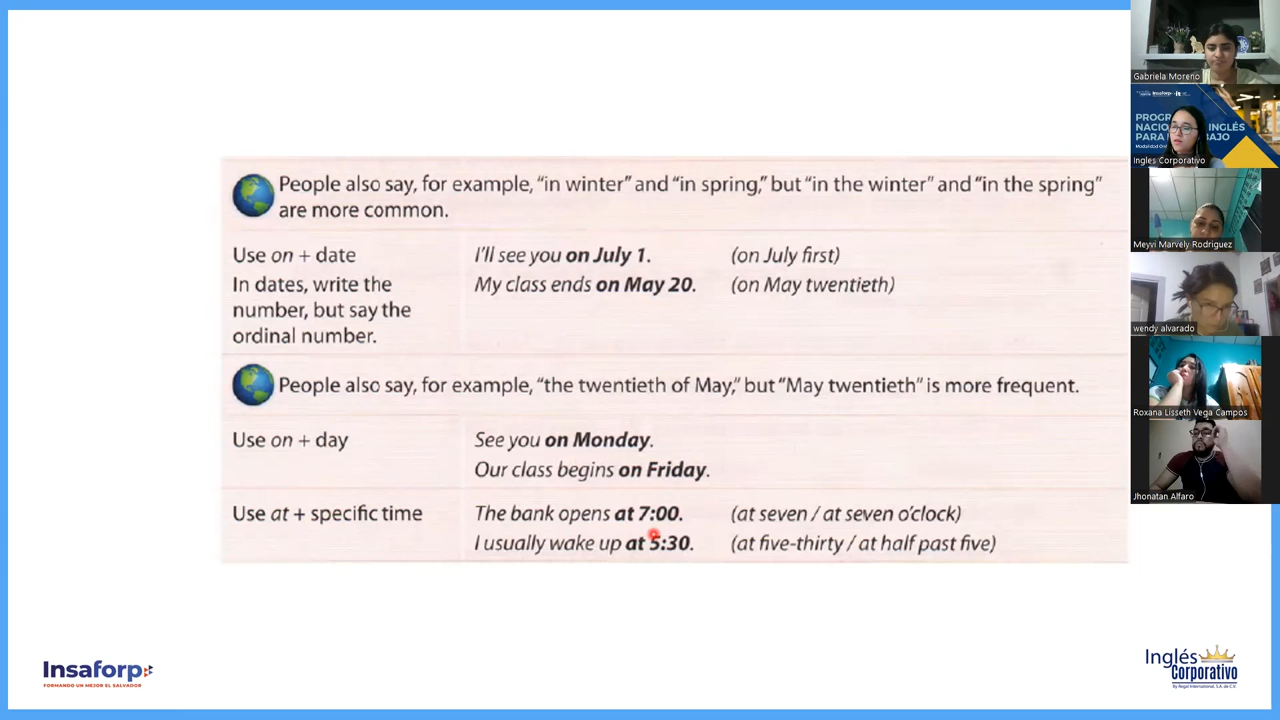 People also say, for example, "in winter" and "in spring," but "in the winter" and "in the spring"
are more common.
Use on + date
I'll see you on July 1.
(on July first)
In dates, write the
number, but say the
ordinal number.
My class ends on May 20.
(on May twentieth)
People also say, for example, "the twentieth of May," but "May twentieth" is more frequent.
Use on + day
See you on Monday.
Our class begins on Friday.
Use at + specific time
The bank opens at 7:00.
(at seven / at seven o'clock)
I usually wake up at 5:30.
(at five-thirty / at half past five)
Insaforp
FORMANDO UN MEJOR EL SALVADOR
Inglés
Corporativo
By Regal International, S.A. de C.V.
Gabriela Moreno
Insaforp
INGLÉS
Ingles Corporativo
Meyvi Marvely Rodriguez
wendy alvarado
Roxana Lisseth Vega Campos
Jhonatan Alfaro